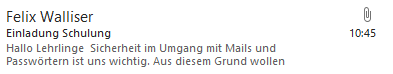 Felix Walliser
Einladung Schulung 10:45
Hallo Lehrlinge  Sicherheit im Umgang mit Mails und
Passwörtern ist uns wichtig. Aus diesem Grund wollen